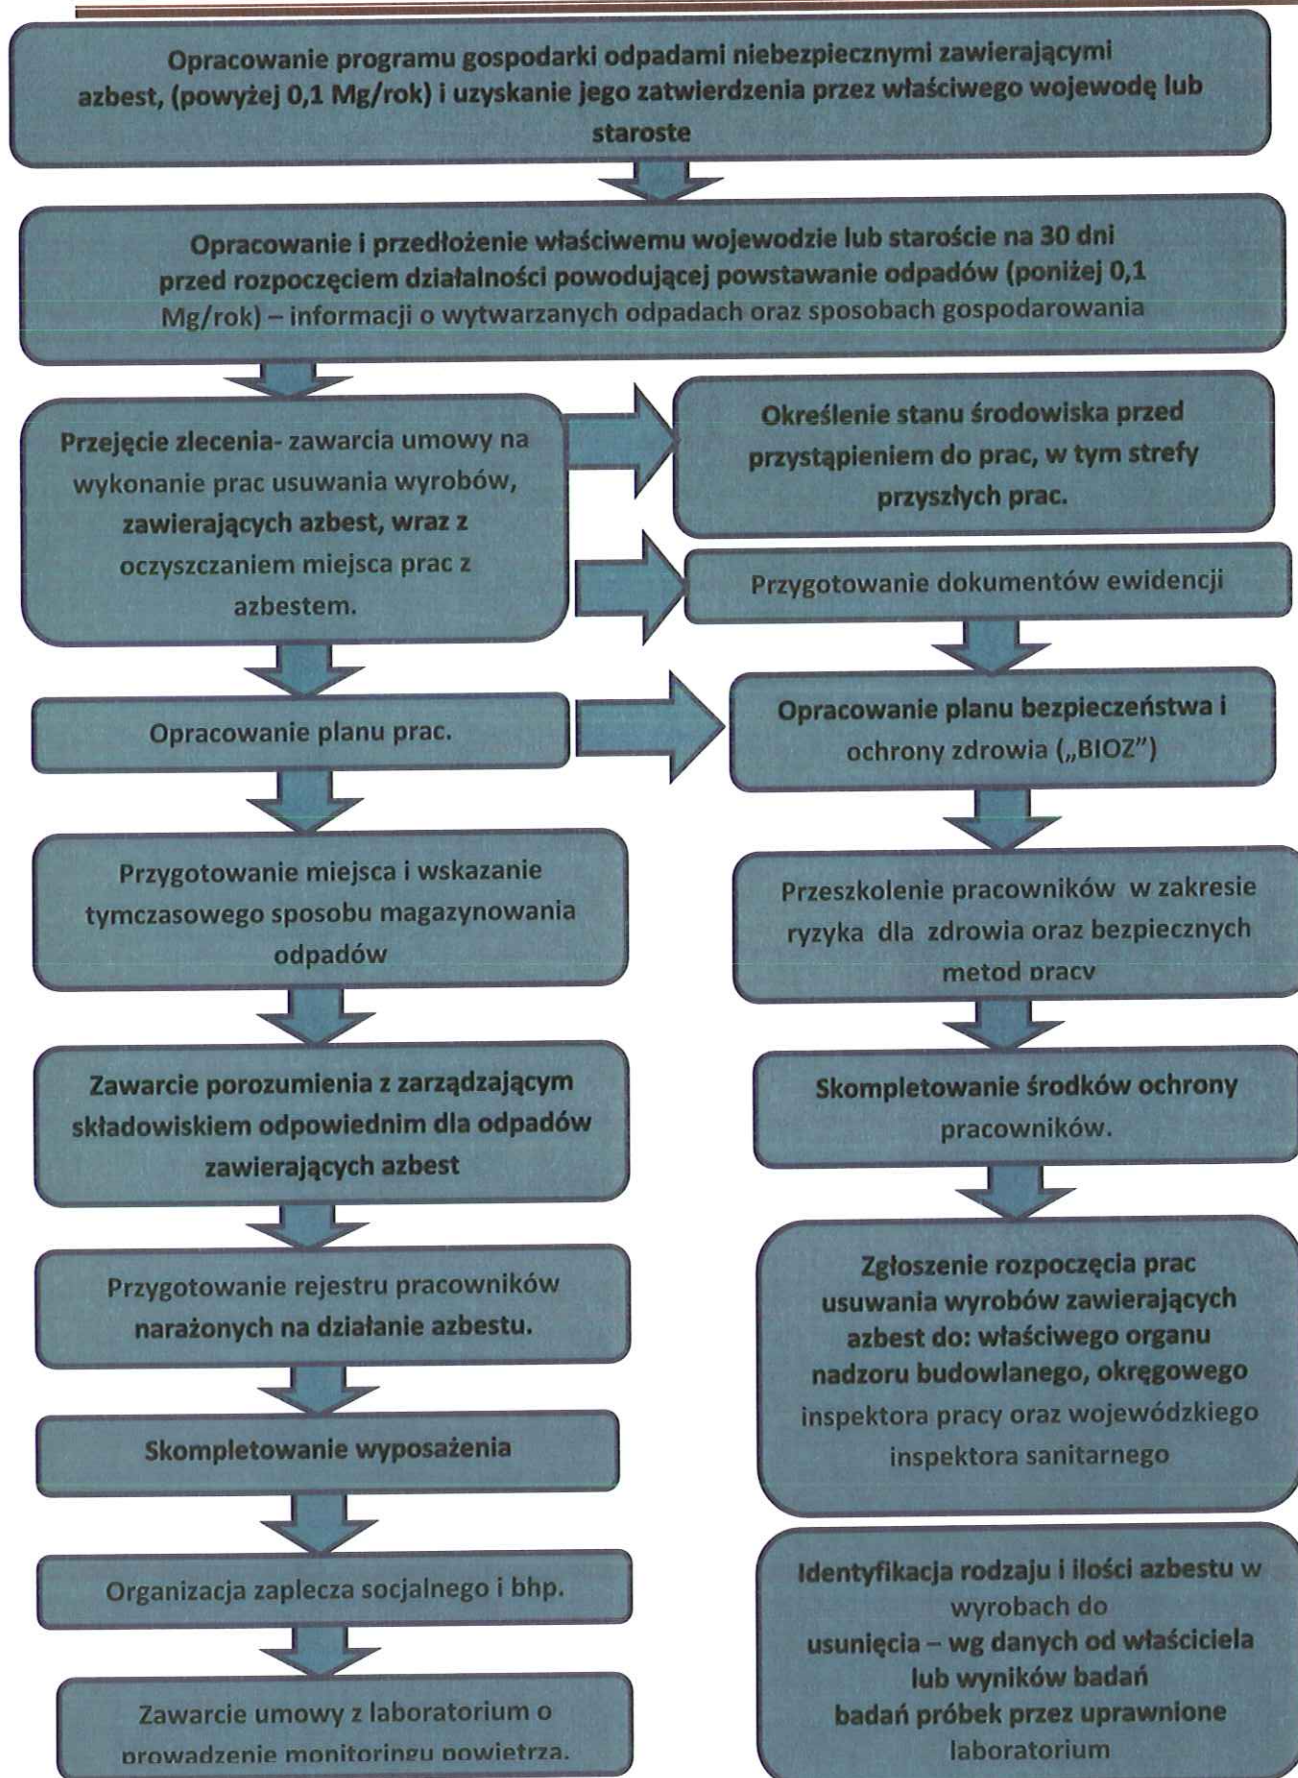 Opracowanie programu gospodarki odpadami niebezpiecznymi zawierającymi
azbest, (powyżej 0,1 Mg/rok) i uzyskanie jego zatwierdzenia przez właściwego wojewodę lub
staroste
Opracowanie i przedłożenie właściwemu wojewodzie lub staroście na 30 dni
przed rozpoczęciem działalności powodującej powstawanie odpadów (poniżej 0,1
Mg/rok) – informacji o wytwarzanych odpadach oraz sposobach gospodarowania
Przejęcie zlecenia- zawarcia umowy na
wykonanie prac usuwania wyrobów,
zawierających azbest, wraz z
oczyszczaniem miejsca prac z
azbestem.
Określenie stanu środowiska przed
przystąpieniem do prac, w tym strefy
przyszłych prac.
Przygotowanie dokumentów ewidencji
Opracowanie planu prac.
Opracowanie planu bezpieczeństwa i
ochrony zdrowia („BIOZ”)
Przygotowanie miejsca i wskazanie
tymczasowego sposobu magazynowania
odpadów
Przeszkolenie pracowników w zakresie
ryzyka dla zdrowia oraz bezpiecznych
metod pracy
Zawarcie porozumienia z zarządzającym
składowiskiem odpowiednim dla odpadów
zawierających azbest
Skompletowanie środków ochrony
pracowników.
Przygotowanie rejestru pracowników
narażonych na działanie azbestu.
Zgłoszenie rozpoczęcia prac
usuwania wyrobów zawierających
azbest do: właściwego organu
nadzoru budowlanego, okręgowego
inspektora pracy oraz wojewódzkiego
inspektora sanitarnego
Skompletowanie wyposażenia
Organizacja zaplecza socjalnego i bhp.
Identyfikacja rodzaju i ilości azbestu w
wyrobach do
usunięcia – wg danych od właściciela
lub wyników badań
badań próbek przez uprawnione
laboratorium
Zawarcie umowy z laboratorium o
prowadzenie monitoringu powietrza.